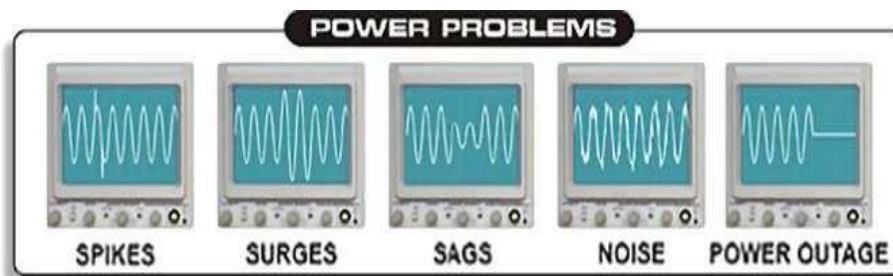 POWER PROBLEMS
SPIKES SURGES SAGS NOISE POWER OUTAGE